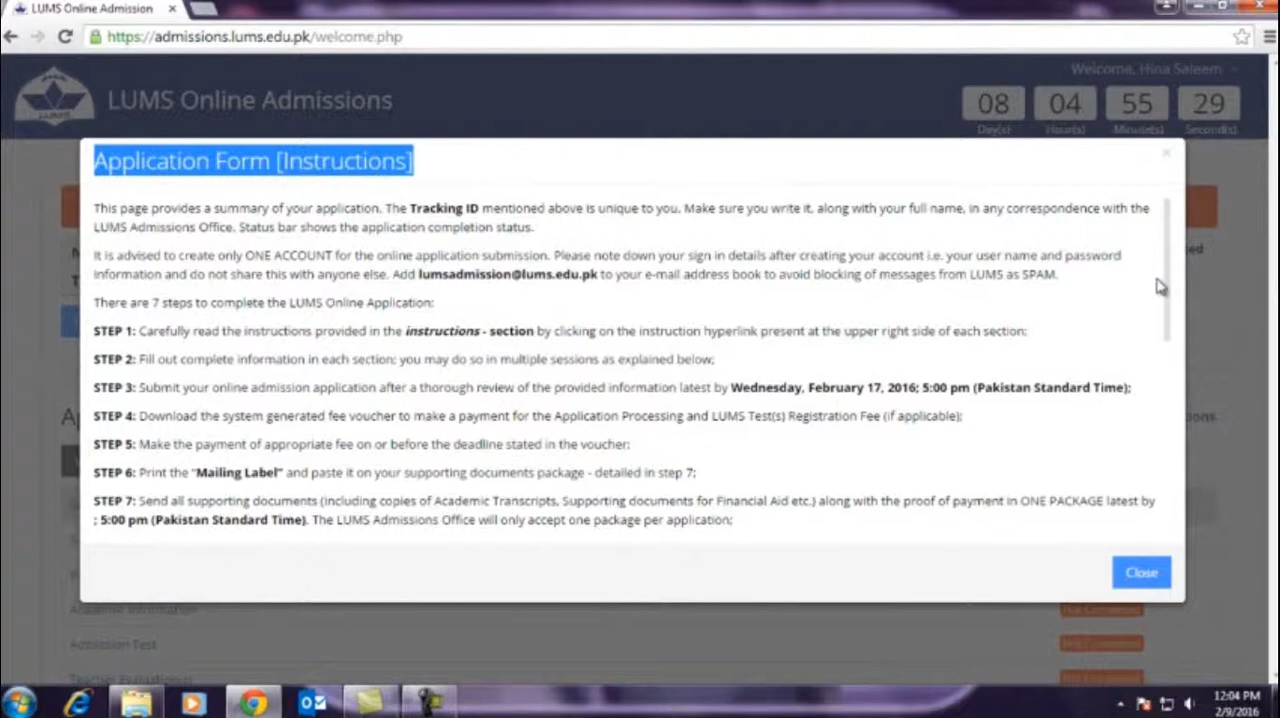 LUMS Online Admission
https://admissions.lums.edu.pk/welcome.php
Welcome, Hina Saleem
LUMS Online Admissions
08 04 55 29
Day(s) Hour(s) Minute(s) Second(s)
Application Form [Instructions]
This page provides a summary of your application. The Tracking ID mentioned above is unique to you. Make sure you write it, along with your full name, in any correspondence with the
LUMS Admissions Office. Status bar shows the application completion status.
It is advised to create only ONE ACCOUNT for the online application submission. Please note down your sign in details after creating your account i.e. your user name and password
information and do not share this with anyone else. Add lumsadmission@lums.edu.pk to your e-mail address book to avoid blocking of messages from LUMS as SPAM.
There are 7 steps to complete the LUMS Online Application:
STEP 1: Carefully read the instructions provided in the instructions - section by clicking on the instruction hyperlink present at the upper right side of each section;
STEP 2: Fill out complete information in each section; you may do so in multiple sessions as explained below;
STEP 3: Submit your online admission application after a thorough review of the provided information latest by Wednesday, February 17, 2016; 5:00 pm (Pakistan Standard Time);
STEP 4: Download the system generated fee voucher to make a payment for the Application Processing and LUMS Test(s) Registration Fee (if applicable);
STEP 5: Make the payment of appropriate fee on or before the deadline stated in the voucher;
STEP 6: Print the "Mailing Label" and paste it on your supporting documents package - detailed in step 7;
STEP 7: Send all supporting documents (including copies of Academic Transcripts, Supporting documents for Financial Aid etc.) along with the proof of payment in ONE PACKAGE latest by
; 5:00 pm (Pakistan Standard Time). The LUMS Admissions Office will only accept one package per application;
Close
Academic Information
Admission Test
12:04 PM
2/9/2016